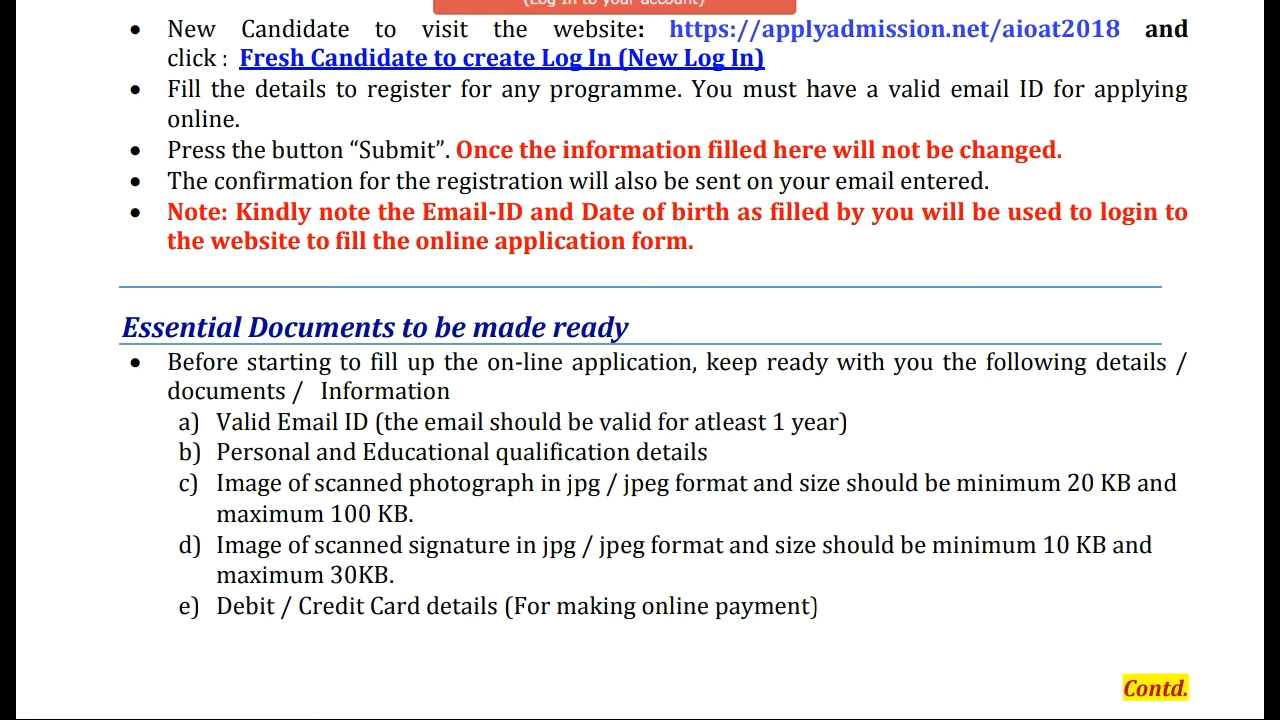 (Log In to your account)
• New Candidate to visit the website: https://applyadmission.net/aioat2018 and
click : Fresh Candidate to create Log In (New Log In)
• Fill the details to register for any programme. You must have a valid email ID for applying
online.
• Press the button “Submit”. Once the information filled here will not be changed.
• The confirmation for the registration will also be sent on your email entered.
• Note: Kindly note the Email-ID and Date of birth as filled by you will be used to login to
the website to fill the online application form.
Essential Documents to be made ready
• Before starting to fill up the on-line application, keep ready with you the following details /
documents / Information
a) Valid Email ID (the email should be valid for atleast 1 year)
b) Personal and Educational qualification details
c) Image of scanned photograph in jpg / jpeg format and size should be minimum 20 KB and
maximum 100 KB.
d) Image of scanned signature in jpg / jpeg format and size should be minimum 10 KB and
maximum 30KB.
e) Debit / Credit Card details (For making online payment)
Contd.